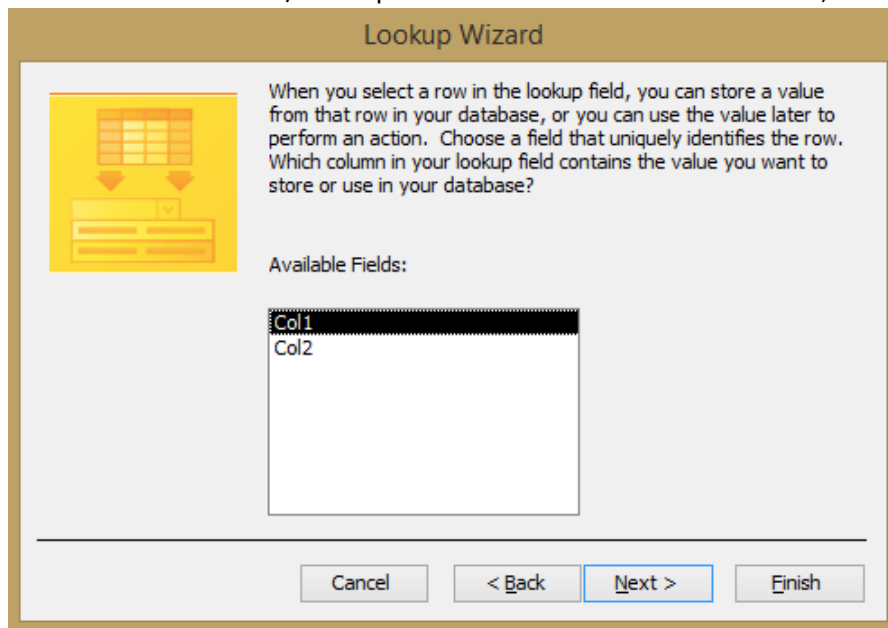 Lookup Wizard
When you select a row in the lookup field, you can store a value
from that row in your database, or you can use the value later to
perform an action.  Choose a field that uniquely identifies the row.
Which column in your lookup field contains the value you want to
store or use in your database?
Available Fields:
Col1
Col2
Cancel
< Back
Next >
Finish